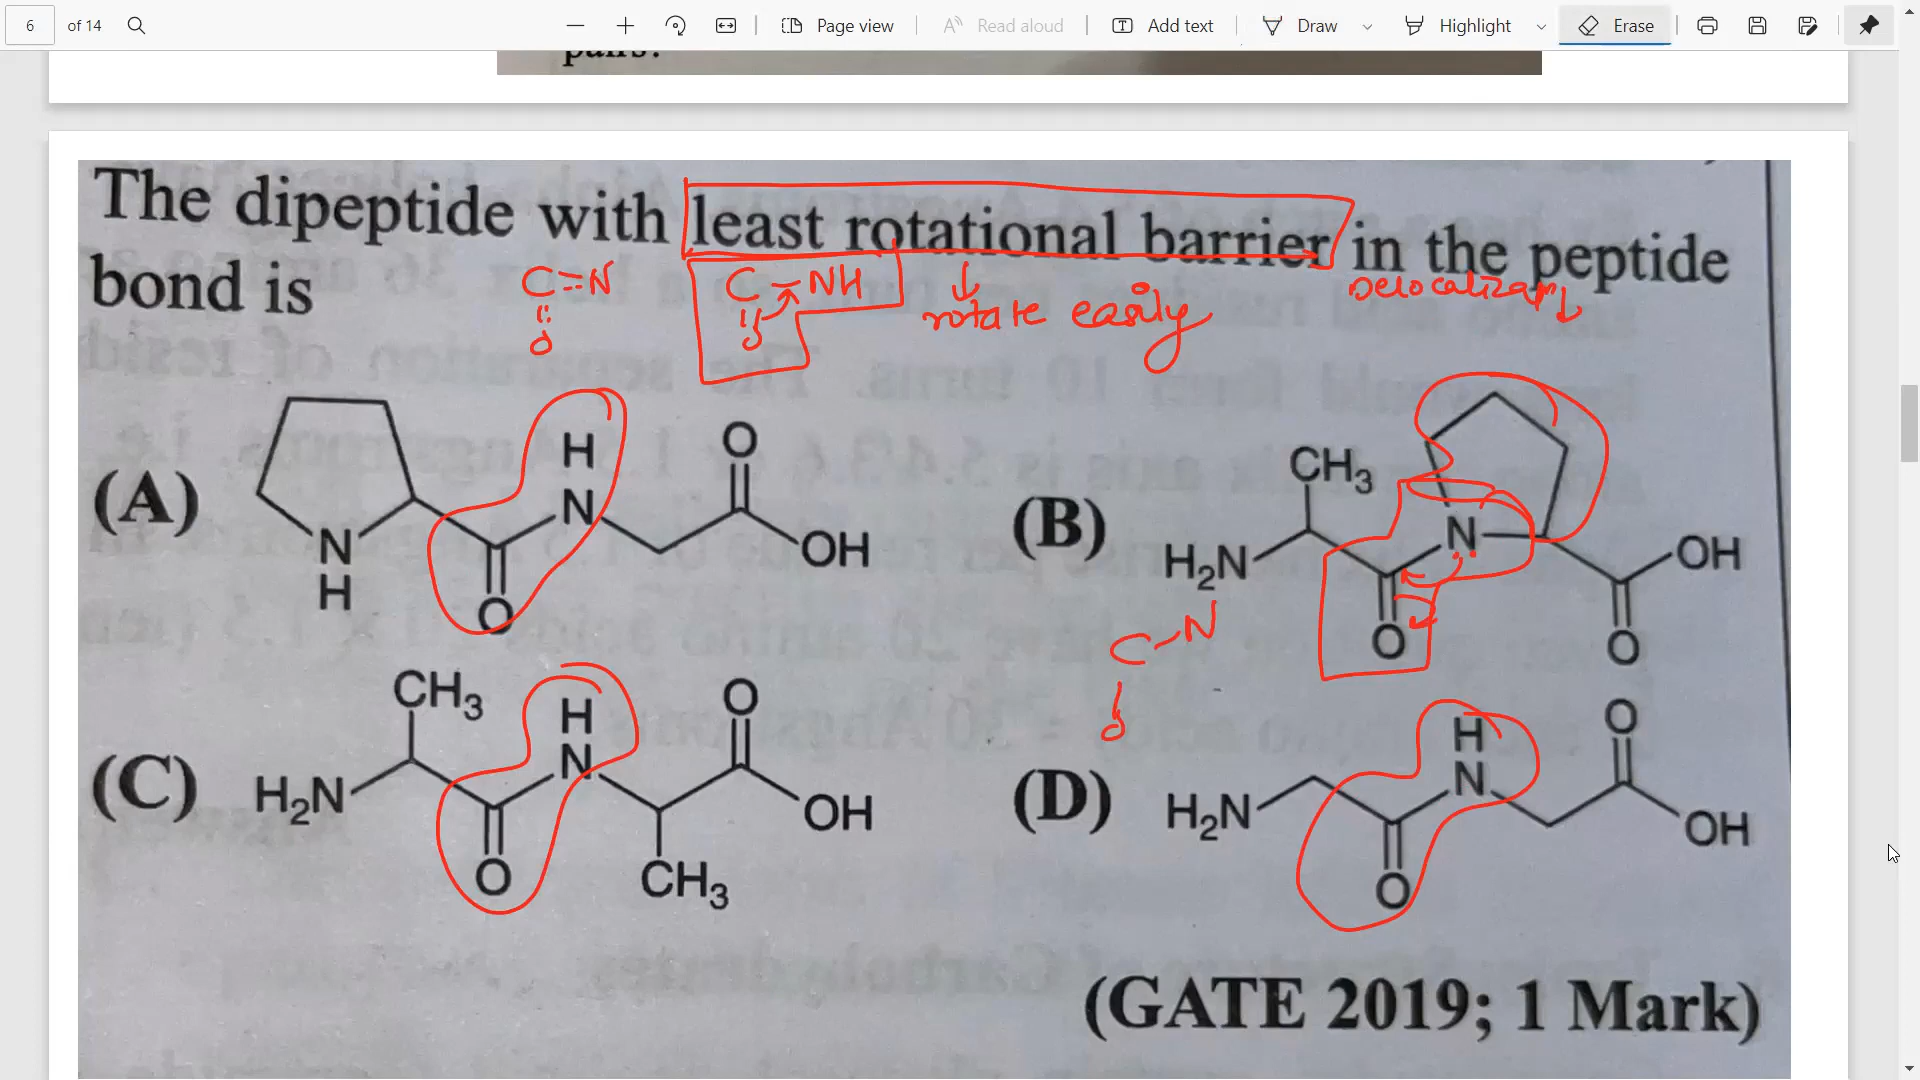 6 of 14 Page view Read aloud Add text Draw Highlight Erase
pairs?
The dipeptide with least rotational barrier in the peptide
bond is
C=N
O
C-NH
O
rotate easily
Delocalization↓
(A)
N
H
O
H
N
O
OH
(B)
H₂N
CH₃
O
N
O
OH
C-N
O
(C)
H₂N
CH₃
O
H
N
CH₃
O
OH
(D)
H₂N
O
H
N
O
OH
(GATE 2019; 1 Mark)